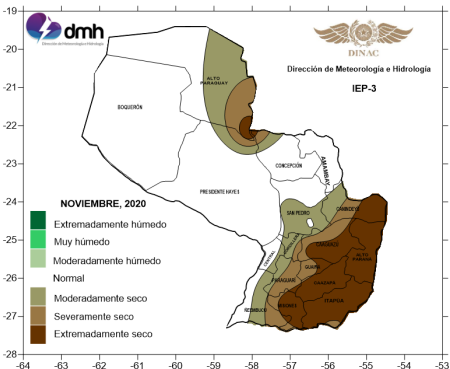 dmh
Dirección de Meteorología e Hidrología
DINAC
Dirección de Meteorología e Hidrología
IEP-3
ALTO
PARAGUAY
BOQUERÓN
CONCEPCIÓN
AMAMBAY
PRESIDENTE HAYES
SAN PEDRO
CANINDEYÚ
CORDILLERA
CENTRAL
CAAGUAZÚ
ALTO
PARANÁ
GUAIRÁ
PARAGUARÍ
CAAZAPÁ
MISIONES
ITAPÚA
ÑEEMBUCÚ
NOVIEMBRE, 2020
Extremadamente húmedo
Muy húmedo
Moderadamente húmedo
Normal
Moderadamente seco
Severamente seco
Extremadamente seco
-19
-20
-21
-22
-23
-24
-25
-26
-27
-28
-64 -63 -62 -61 -60 -59 -58 -57 -56 -55 -54 -53